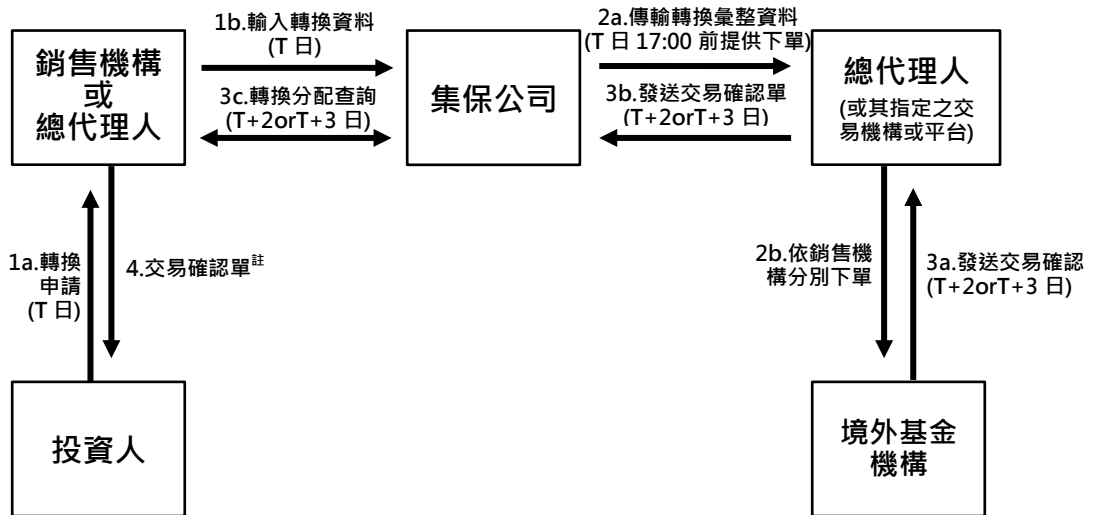 銷售機構
或
總代理人
1b.輸入轉換資料
(T 日)
3c.轉換分配查詢
(T+2orT+3 日)
集保公司
2a.傳輸轉換彙整資料
(T 日 17:00 前提供下單)
3b.發送交易確認單
(T+2orT+3 日)
總代理人
(或其指定之交
易機構或平台)
1a.轉換
申請
(T 日)
4.交易確認單註
2b.依銷售機
構分別下單
3a.發送交易確認
(T+2orT+3 日)
投資人
境外基金
機構